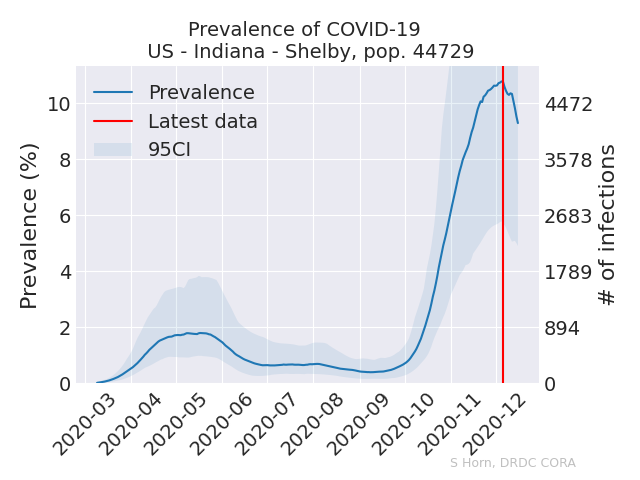 Prevalence of COVID-19
US - Indiana - Shelby, pop. 44729
Prevalence
Latest data
95CI
Prevalence (%)
10
8
6
4
2
0
4472
3578
2683
1789
894
0
# of infections
2020-03
2020-04
2020-05
2020-06
2020-07
2020-08
2020-09
2020-10
2020-11
2020-12
S Horn, DRDC CORA